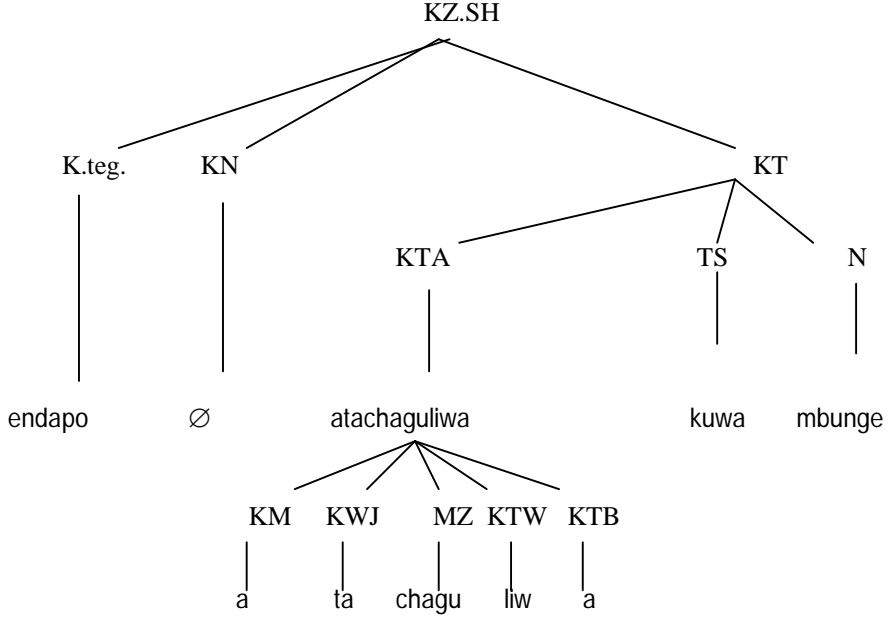 KZ.SH
K.teg. KN KT
KTA TS N
endapo ∅ atachaguliwa kuwa mbunge
KM KWJ MZ KTW KTB
a ta chagu liw a